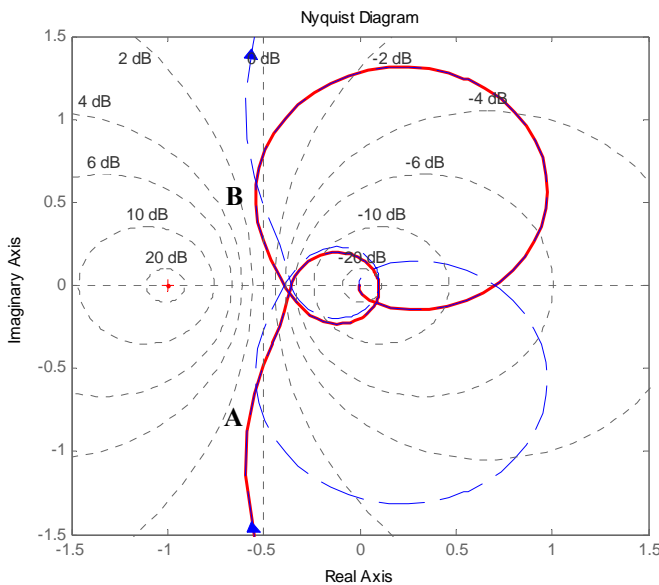 Nyquist Diagram
1.5
1
0.5
0
-0.5
-1
-1.5
Imaginary Axis
2 dB
0 dB
-2 dB
4 dB
-4 dB
6 dB
-6 dB
10 dB
-10 dB
20 dB
-20 dB
B
A
-1.5
-1
-0.5
0
0.5
1
1.5
Real Axis